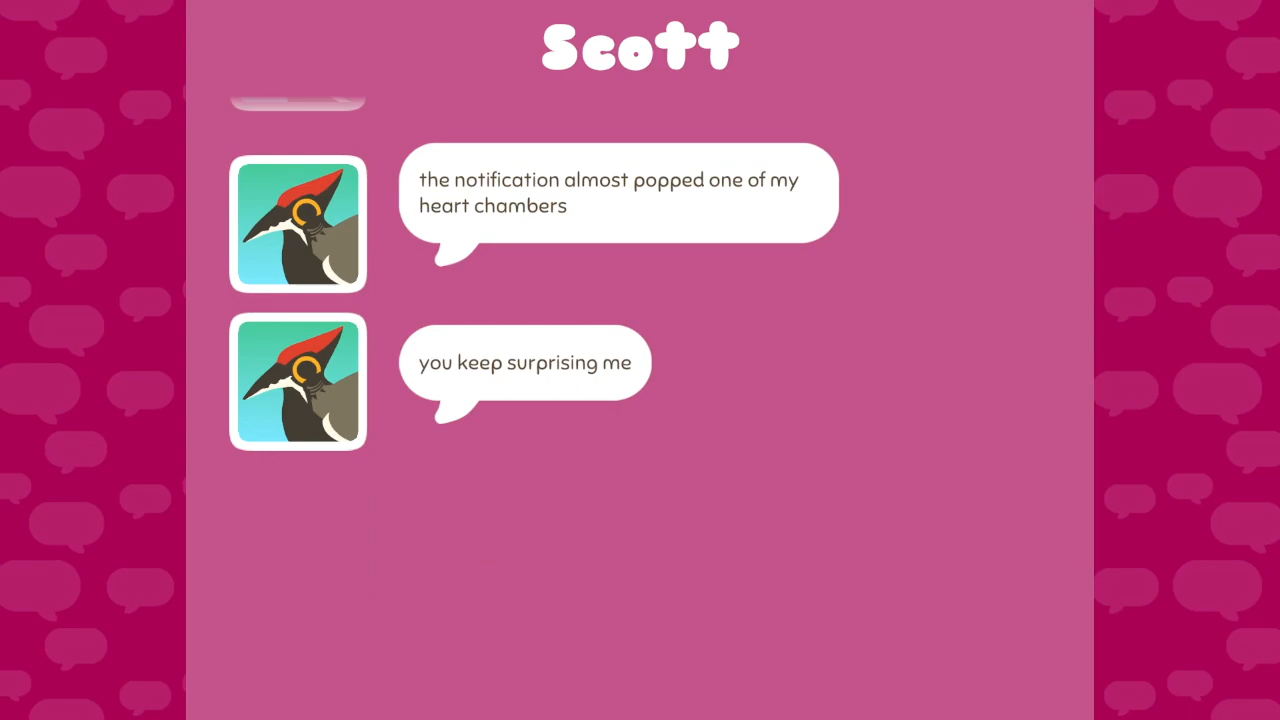 Scott
the notification almost popped one of my
heart chambers
you keep surprising me